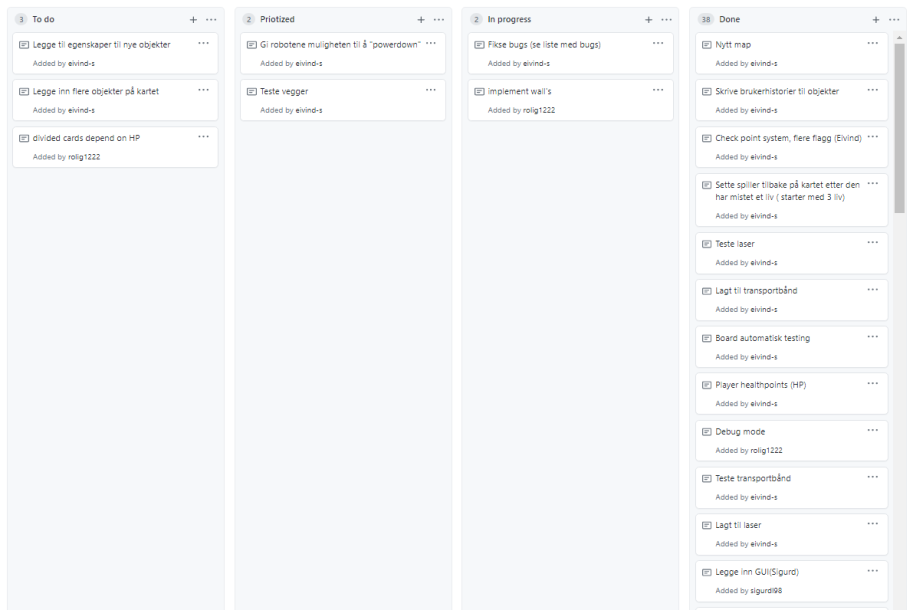 3 To do + ...
Legge til egenskaper til nye objekter ...
Added by eivind-s
Legge inn flere objekter på kartet ...
Added by eivind-s
divided cards depend on HP ...
Added by rolig1222
2 Priotized + ...
Gi robotene muligheten til å "powerdown" ...
Added by eivind-s
Teste vegger ...
Added by eivind-s
2 In progress + ...
Fikse bugs (se liste med bugs) ...
Added by eivind-s
implement wall's ...
Added by rolig1222
38 Done + ...
Nytt map ...
Added by eivind-s
Skrive brukerhistorier til objekter ...
Added by eivind-s
Check point system, flere flagg (Eivind) ...
Added by eivind-s
Sette spiller tilbake på kartet etter den ...
har mistet et liv ( starter med 3 liv)
Added by eivind-s
Teste laser ...
Added by eivind-s
Lagt til transportbånd ...
Added by eivind-s
Board automatisk testing ...
Added by eivind-s
Player healthpoints (HP) ...
Added by eivind-s
Debug mode ...
Added by rolig1222
Teste transportbånd ...
Added by eivind-s
Lagt til laser ...
Added by eivind-s
Legge inn GUI(Sigurd) ...
Added by sigurdl98